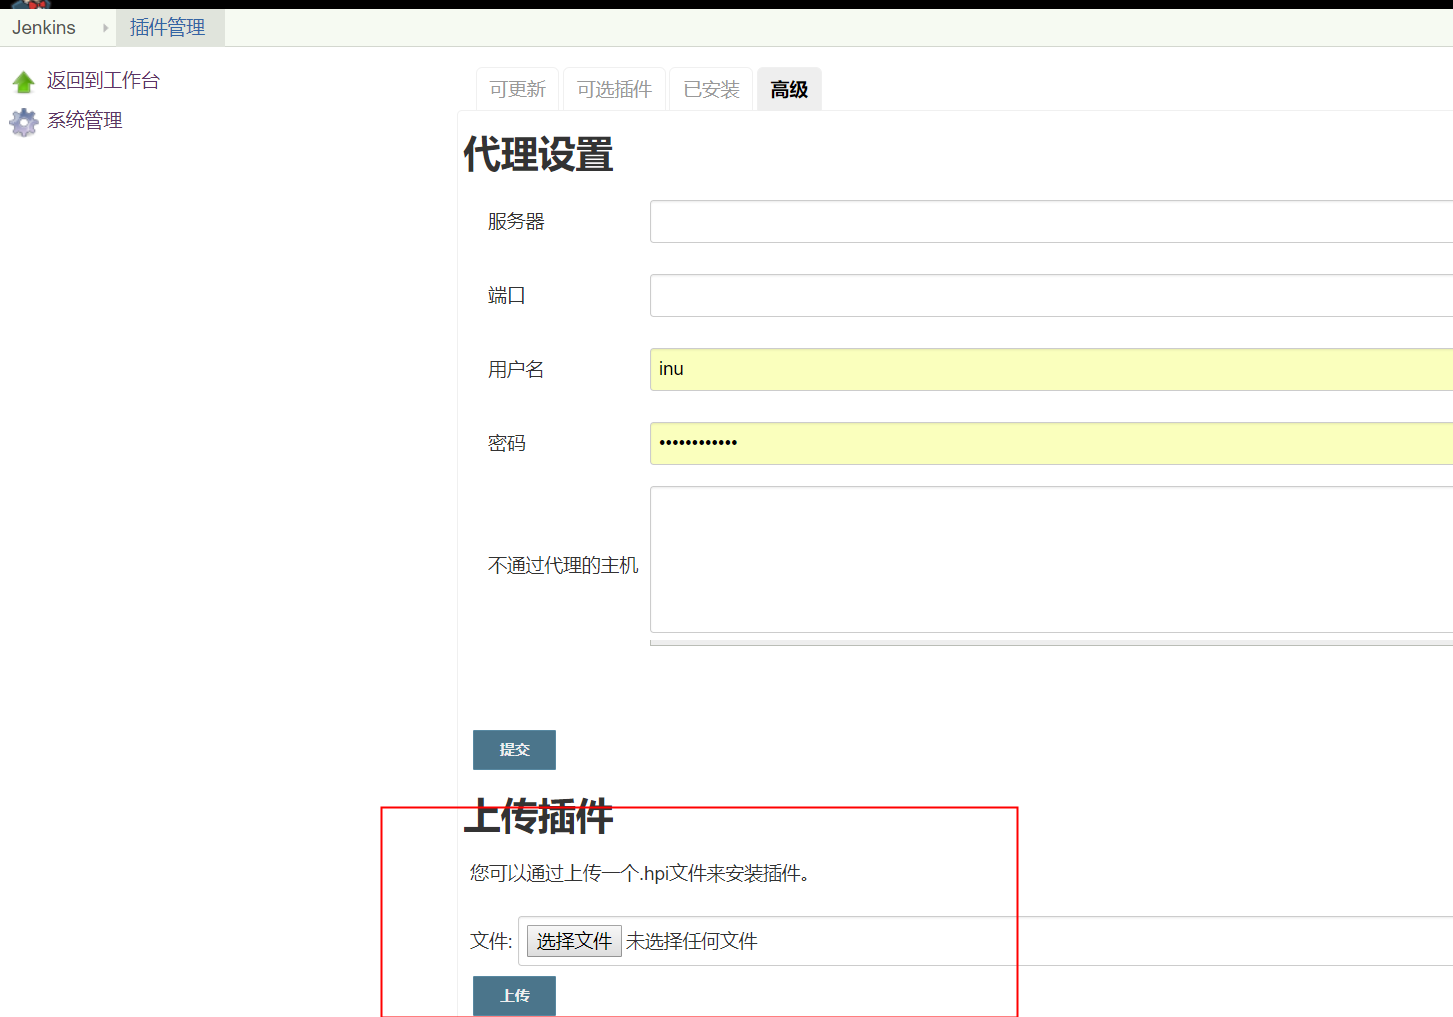 Jenkins 插件管理
返回到工作台
系统管理
可更新 可选插件 已安装 高级
代理设置
服务器
端口
用户名 inu
密码 ••••••••••••
不通过代理的主机
提交
上传插件
您可以通过上传一个.hpi文件来安装插件。
文件: 选择文件 未选择任何文件
上传